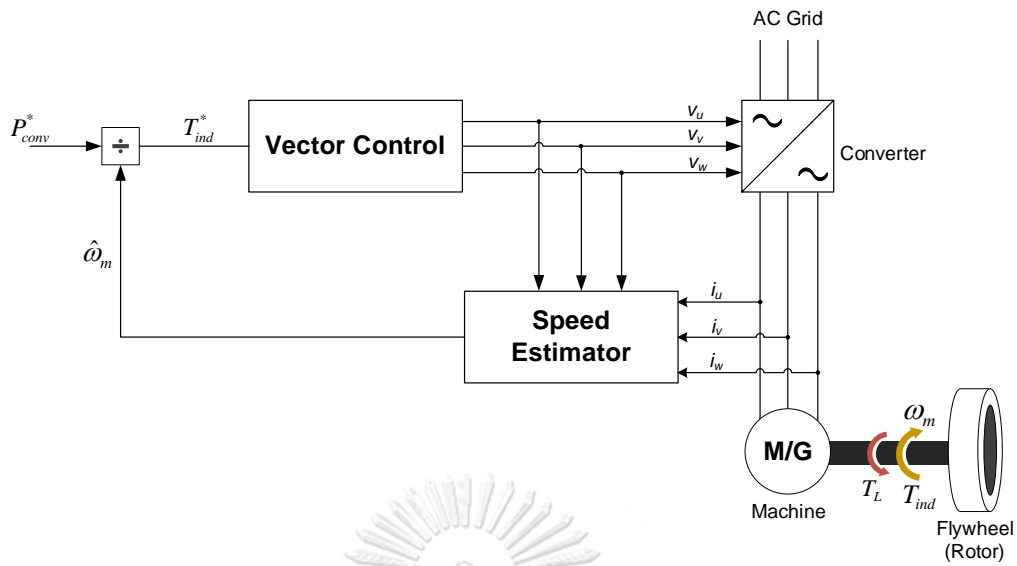 AC Grid
P*conv
÷
T*ind
Vector Control
vu
vv
vw
~
~
Converter
ω̂m
Speed
Estimator
iu
iv
iw
M/G
Machine
TL
ωm
Tind
Flywheel
(Rotor)